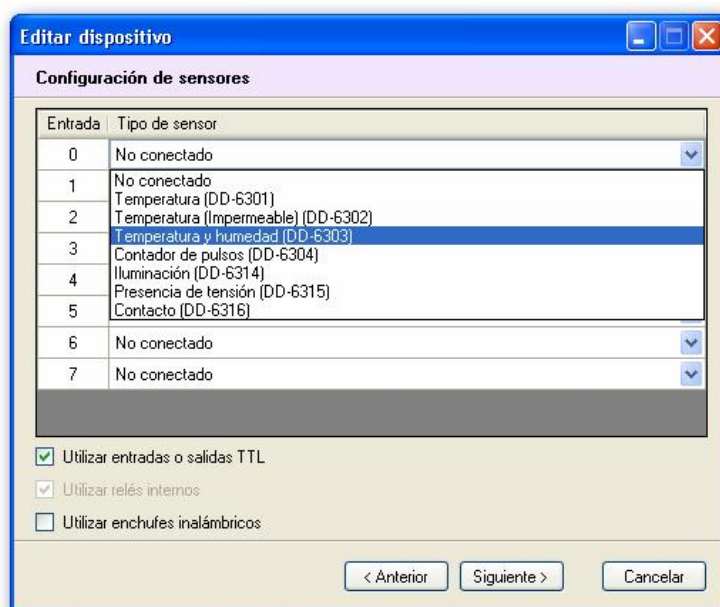 Editar dispositivo
Configuración de sensores
Entrada Tipo de sensor
0 No conectado
1 No conectado
Temperatura (DD-6301)
2 Temperatura (Impermeable) (DD-6302)
Temperatura y humedad (DD-6303)
3 Contador de pulsos (DD-6304)
4 Iluminación (DD-6314)
Presencia de tensión (DD-6315)
5 Contacto (DD-6316)
6 No conectado
7 No conectado
Utilizar entradas o salidas TTL
Utilizar relés internos
Utilizar enchufes inalámbricos
< Anterior Siguiente > Cancelar